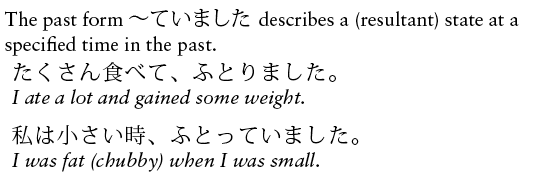 The past form ～ていました describes a (resultant) state at a
specified time in the past.
たくさん食べて、ふとりました。
I ate a lot and gained some weight.
私は小さい時、ふとっていました。
I was fat (chubby) when I was small.